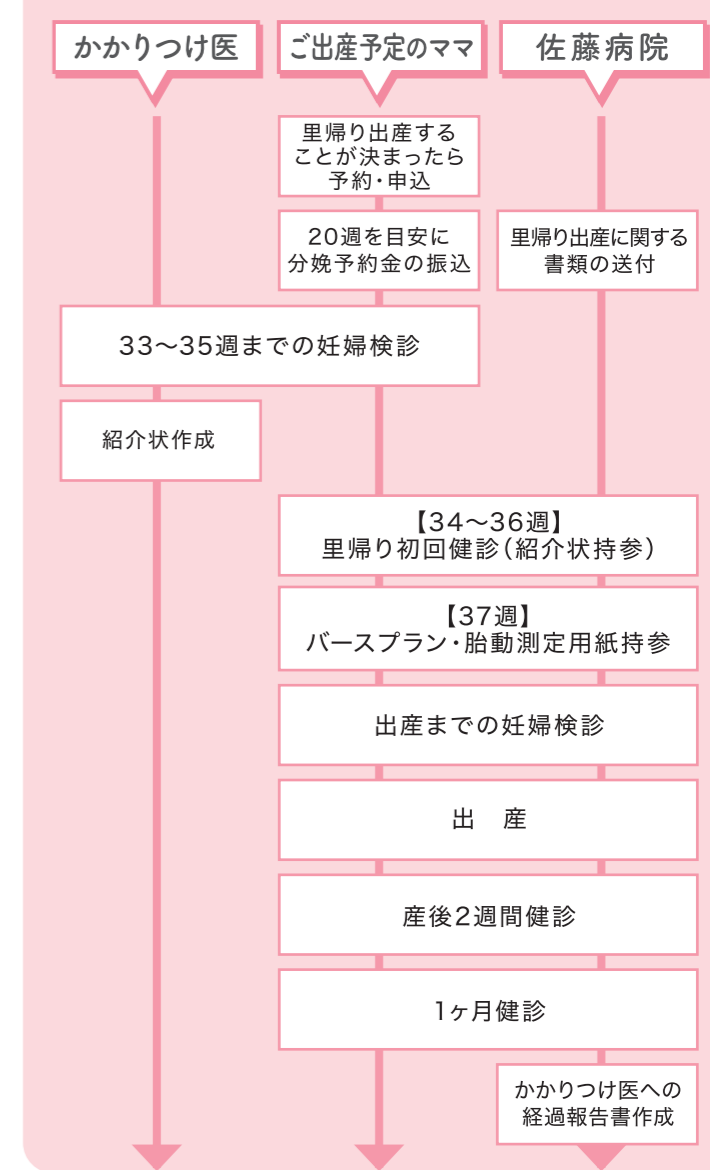 かかりつけ医
ご出産予定のママ
佐藤病院
里帰り出産する
ことが決まったら
予約・申込
20週を目安に
分娩予約金の振込
里帰り出産に関する
書類の送付
33〜35週までの妊婦検診
紹介状作成
【34〜36週】
里帰り初回健診（紹介状持参）
【37週】
バースプラン・胎動測定用紙持参
出産までの妊婦検診
出　産
産後2週間健診
1ヶ月健診
かかりつけ医への
経過報告書作成